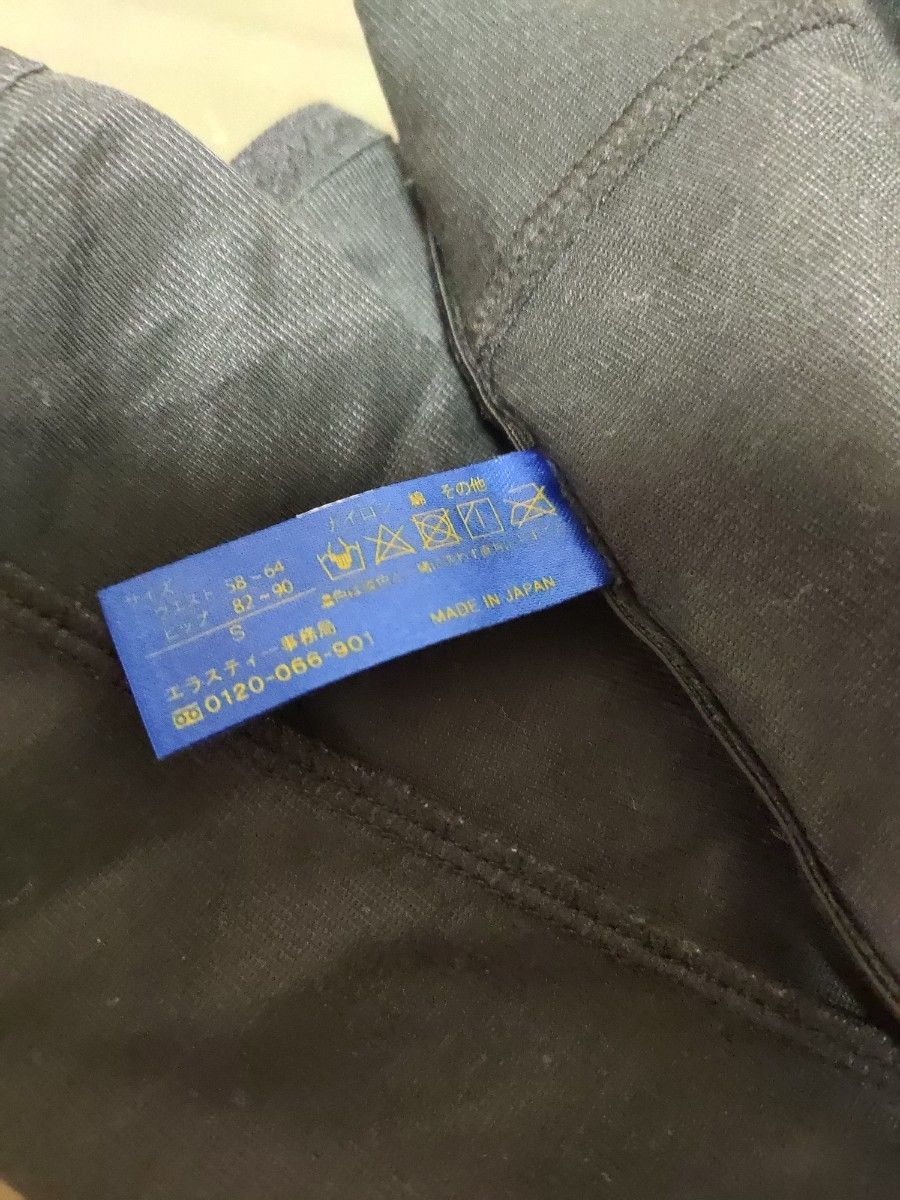 ナイロン 綿 その他
サイズ
ウエスト 58~64
ヒップ 82~90
S
MADE IN JAPAN
エラスティー事務局
0120-066-901